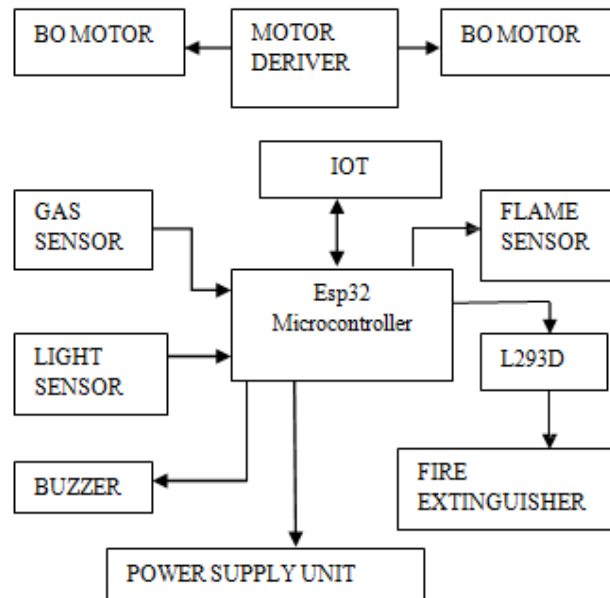 BO MOTOR
MOTOR
DERIVER
BO MOTOR
IOT
GAS
SENSOR
FLAME
SENSOR
Esp32
Microcontroller
LIGHT
SENSOR
L293D
BUZZER
FIRE
EXTINGUISHER
POWER SUPPLY UNIT